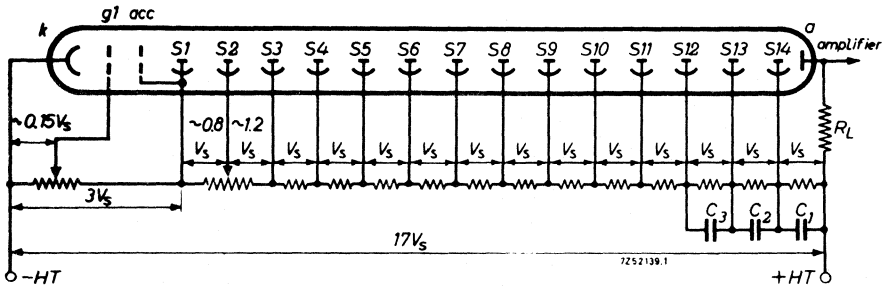 g1 acc
k S1 S2 S3 S4 S5 S6 S7 S8 S9 S10 S11 S12 S13 S14 a amplifier
~0.15Vs ~0.8 ~1.2 RL
Vs Vs Vs Vs Vs Vs Vs Vs Vs Vs Vs Vs Vs Vs
3Vs
C3 C2 C1
17Vs
7Z52139.1
-HT +HT